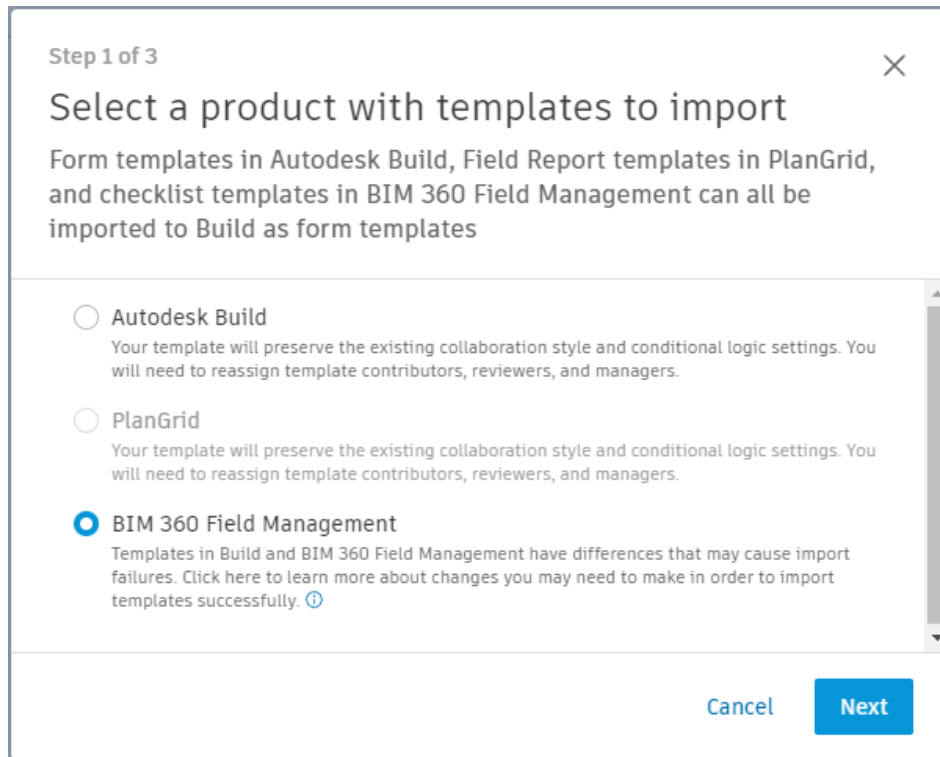 Step 1 of 3
Select a product with templates to import
Form templates in Autodesk Build, Field Report templates in PlanGrid,
and checklist templates in BIM 360 Field Management can all be
imported to Build as form templates
Autodesk Build
Your template will preserve the existing collaboration style and conditional logic settings. You
will need to reassign template contributors, reviewers, and managers.
PlanGrid
Your template will preserve the existing collaboration style and conditional logic settings. You
will need to reassign template contributors, reviewers, and managers.
BIM 360 Field Management
Templates in Build and BIM 360 Field Management have differences that may cause import
failures. Click here to learn more about changes you may need to make in order to import
templates successfully.
Cancel Next